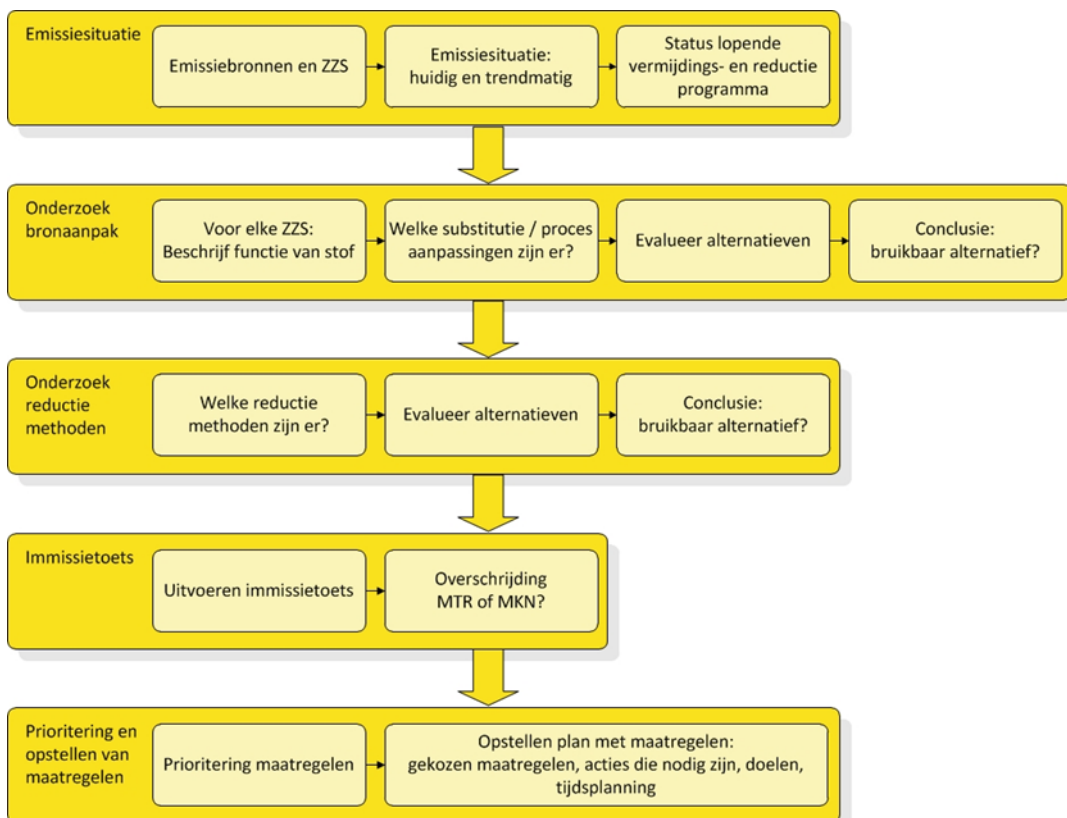 Emissiesituatie
Emissiebronnen en ZZS
Emissiesituatie:
huidig en trendmatig
Status lopende
vermijdings- en reductie
programma
Onderzoek
bronaanpak
Voor elke ZZS:
Beschrijf functie van stof
Welke substitutie / proces
aanpassingen zijn er?
Evalueer alternatieven
Conclusie:
bruikbaar alternatief?
Onderzoek
reductie
methoden
Welke reductie
methoden zijn er?
Evalueer alternatieven
Conclusie:
bruikbaar alternatief?
Immissietoets
Uitvoeren immissietoets
Overschrijding
MTR of MKN?
Prioritering en
opstellen van
maatregelen
Prioritering maatregelen
Opstellen plan met maatregelen:
gekozen maatregelen, acties die nodig zijn, doelen,
tijdsplanning